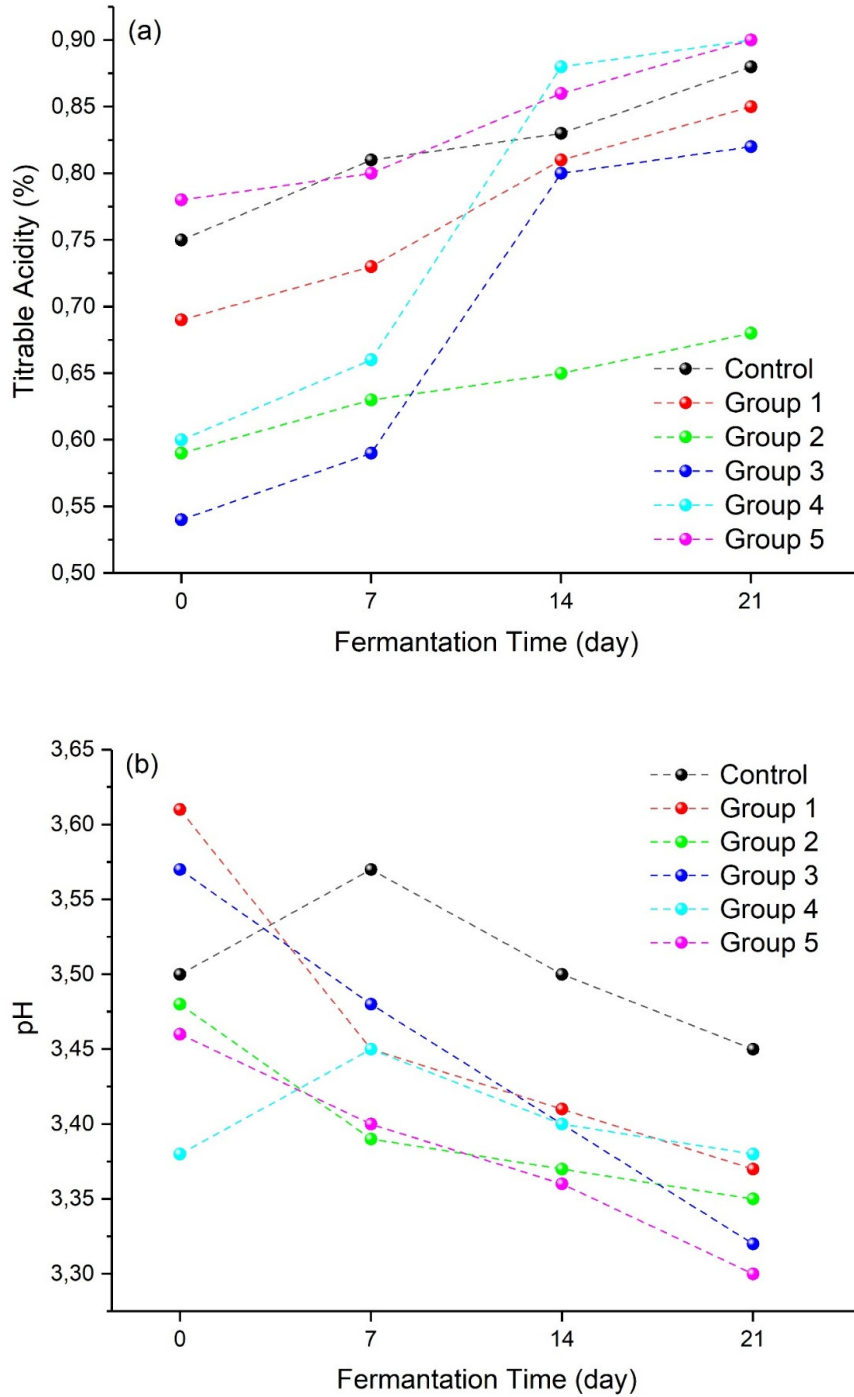 (a)
0,90
0,85
0,80
0,75
0,70
0,65
0,60
0,55
0,50
Titrable Acidity (%)
Control
Group 1
Group 2
Group 3
Group 4
Group 5
0 7 14 21
Fermantation Time (day)
(b)
3,65
3,60
3,55
3,50
3,45
3,40
3,35
3,30
pH
Control
Group 1
Group 2
Group 3
Group 4
Group 5
0 7 14 21
Fermantation Time (day)